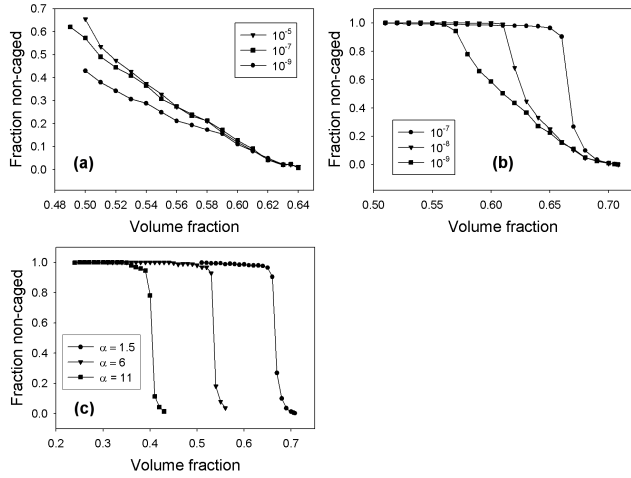 Fraction non-caged
0.7
0.6
0.5
0.4
0.3
0.2
0.1
0.0
10-5
10-7
10-9
(a)
0.48 0.50 0.52 0.54 0.56 0.58 0.60 0.62 0.64
Volume fraction
Fraction non-caged
1.0
0.8
0.6
0.4
0.2
0.0
10-7
10-8
10-9
(b)
0.50 0.55 0.60 0.65 0.70
Volume fraction
Fraction non-caged
1.0
0.8
0.6
0.4
0.2
0.0
α = 1.5
α = 6
α = 11
(c)
0.2 0.3 0.4 0.5 0.6 0.7
Volume fraction